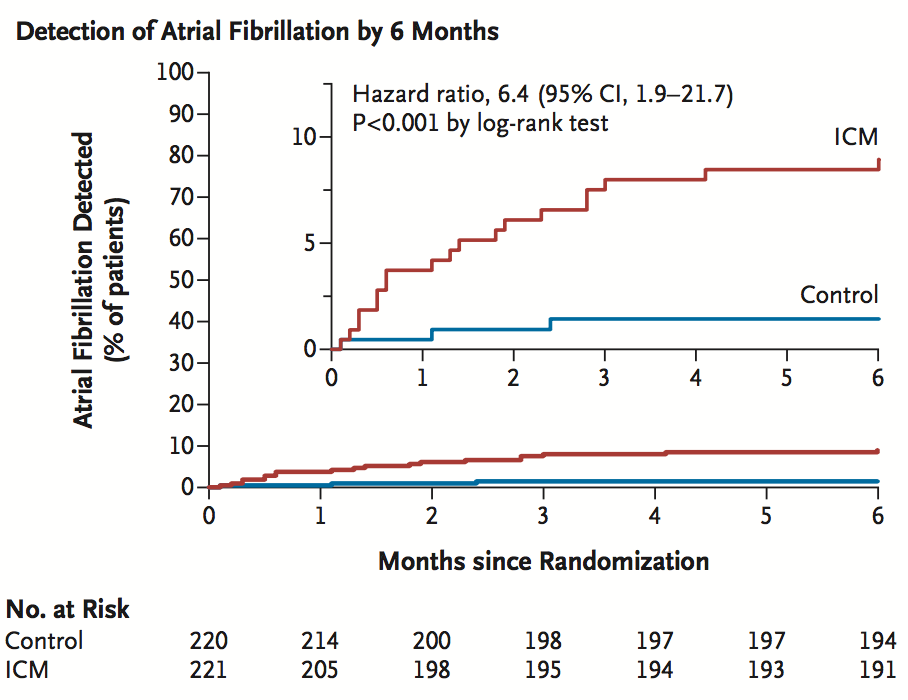 Detection of Atrial Fibrillation by 6 Months
Atrial Fibrillation Detected
(% of patients)
100
90
80
70
60
50
40
30
20
10
0
Hazard ratio, 6.4 (95% CI, 1.9–21.7)
P<0.001 by log-rank test
10
5
0
ICM
Control
0 1 2 3 4 5 6
0 1 2 3 4 5 6
Months since Randomization
No. at Risk
Control 220 214 200 198 197 197 194
ICM 221 205 198 195 194 193 191